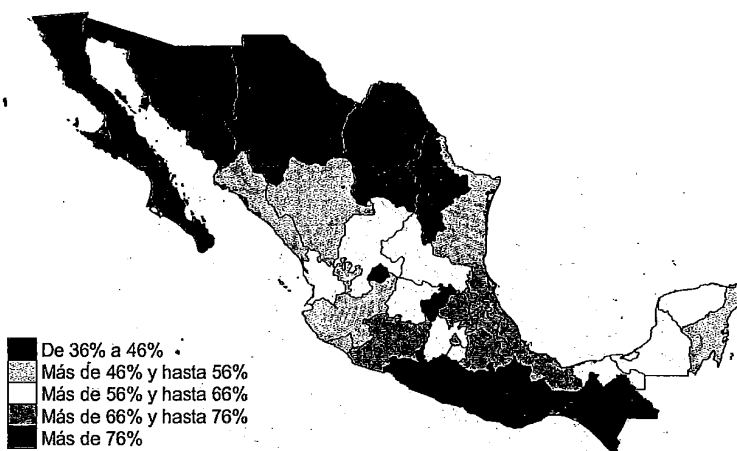 De 36% a 46%
Más de 46% y hasta 56%
Más de 56% y hasta 66%
Más de 66% y hasta 76%
Más de 76%